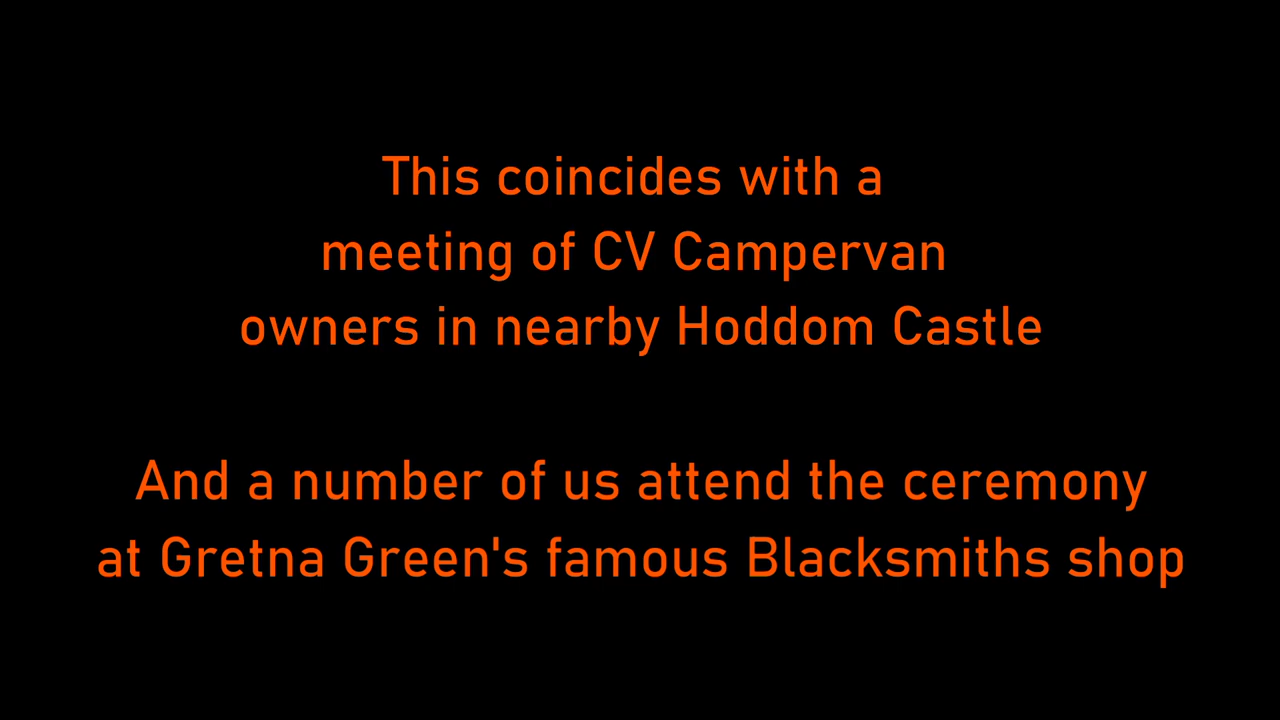 This coincides with a
meeting of CV Campervan
owners in nearby Hoddom Castle
And a number of us attend the ceremony
at Gretna Green's famous Blacksmiths shop